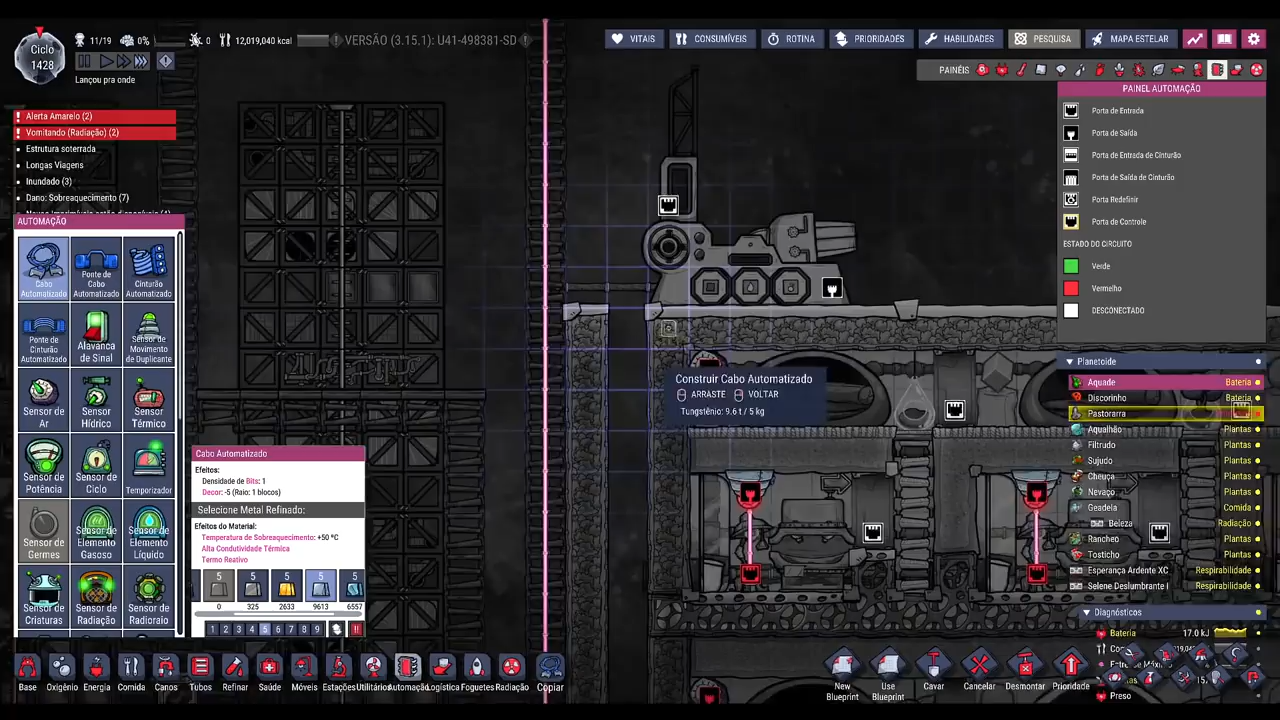 Ciclo
1428
11/19
0%
0
12,019,040 kcal
VERSÃO (3.15.1): U41-498381-SD
VITAIS
CONSUMÍVEIS
ROTINA
PRIORIDADES
HABILIDADES
PESQUISA
MAPA ESTELAR
Lançou pra onde
PAINÉIS
PAINEL AUTOMAÇÃO
Porta de Entrada
Porta de Saída
Porta de Entrada de Cinturão
Porta de Saída de Cinturão
Porta Redefinir
Porta de Controle
ESTADO DO CIRCUITO
Verde
Vermelho
DESCONECTADO
Alerta Amarelo (2)
Vomitando (Radiação) (2)
Estrutura soterrada
Longas Viagens
Inundado (3)
Dano: Sobreaquecimento (7)
AUTOMAÇÃO
Cabo Automatizado
Ponte de Cabo Automatizado
Cinturão Automatizado
Ponte de Cinturão Automatizado
Alavanca de Sinal
Sensor de Movimento de Duplicante
Sensor de Ar
Sensor Hídrico
Sensor Térmico
Sensor de Potência
Sensor de Ciclo
Temporizador
Sensor de Germes
Sensor de Elemento Gasoso
Sensor de Elemento Líquido
Sensor de Criaturas
Sensor de Radiação
Sensor de Radioraio
Cabo Automatizado
Efeitos:
Densidade de Bits: 1
Decor: -5 (Raio: 1 blocos)
Selecione Metal Refinado:
Efeitos do Material:
Temperatura de Sobreaquecimento: +50 ºC
Alta Condutividade Térmica
Termo Reativo
5 5 5 5 5
0 325 2633 9613 6557
1 2 3 4 5 6 7 8 9
Construir Cabo Automatizado
ARRASTE VOLTAR
Tungstênio: 9.6 t / 5 kg
Planetoide
Aquade Bateria
Discorinho Bateria
Pastorarra
Aqualhão Plantas
Filtrudo Plantas
Sujudo Plantas
Cheuça Plantas
Nevaço Plantas
Geadela Comida
Beleza Radiação
Rancheo Plantas
Tosticho Plantas
Esperança Ardente XC Respirabilidade
Selene Deslumbrante I Respirabilidade
Diagnósticos
Bateria 17.0 kJ
Preso
Base
Oxigênio
Energia
Comida
Canos
Tubos
Refinar
Saúde
Móveis
Estações
Utilitários
Automação
Logística
Foguetes
Radiação
Copiar
New Blueprint
Use Blueprint
Cavar
Cancelar
Desmontar
Prioridade